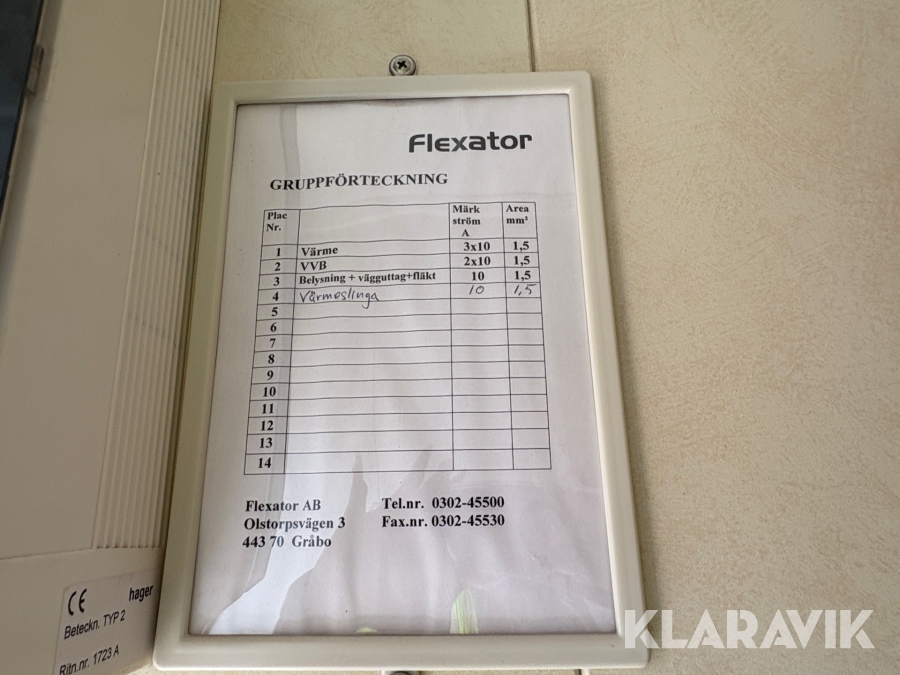 Flexator
GRUPPFÖRTECKNING
Plac Nr. Märk ström A Area mm²
1 Värme 3x10 1,5
2 VVB 2x10 1,5
3 Belysning + vägguttag+fläkt 10 1,5
4 Värmeslinga 10 1,5
5
6
7
8
9
10
11
12
13
14
Flexator AB Tel.nr. 0302-45500
Olstorpsvägen 3 Fax.nr. 0302-45530
443 70 Gråbo
CE hager
Beteckn. TYP 2
Ritn.nr. 1723 A
KLARAVIK